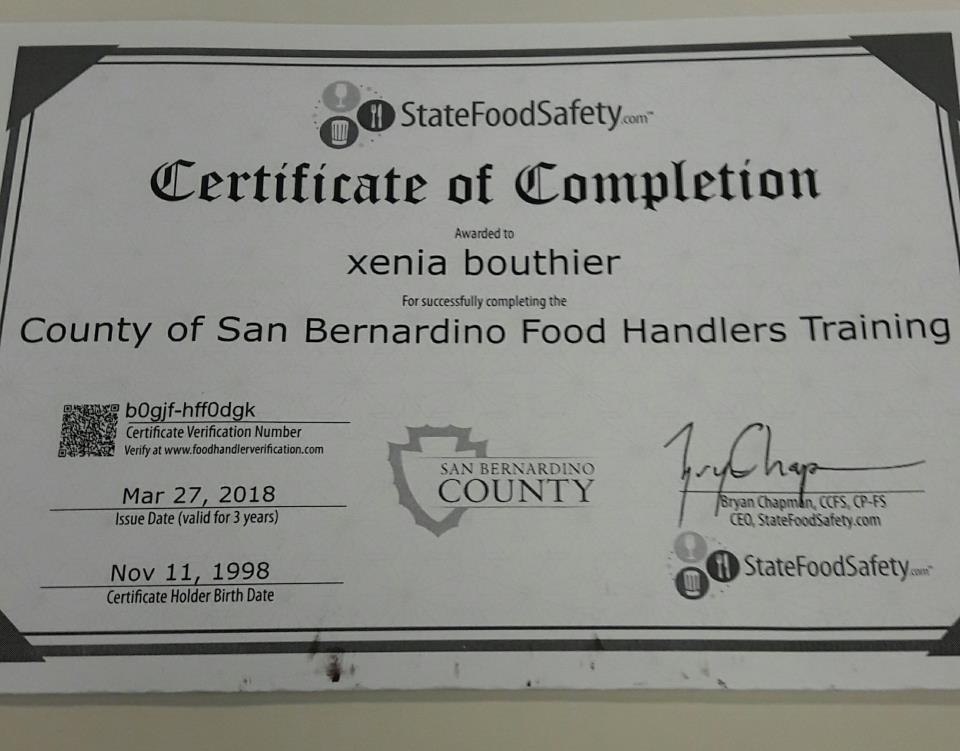 StateFoodSafety.com™
Certificate of Completion
Awarded to
xenia bouthier
For successfully completing the
County of San Bernardino Food Handlers Training
b0gjf-hff0dgk
Certificate Verification Number
Verify at www.foodhandlerverification.com
Mar 27, 2018
Issue Date (valid for 3 years)
Nov 11, 1998
Certificate Holder Birth Date
SAN BERNARDINO
COUNTY
Bryan Chapman, CCFS, CP-FS
CEO, StateFoodSafety.com
StateFoodSafety.com™